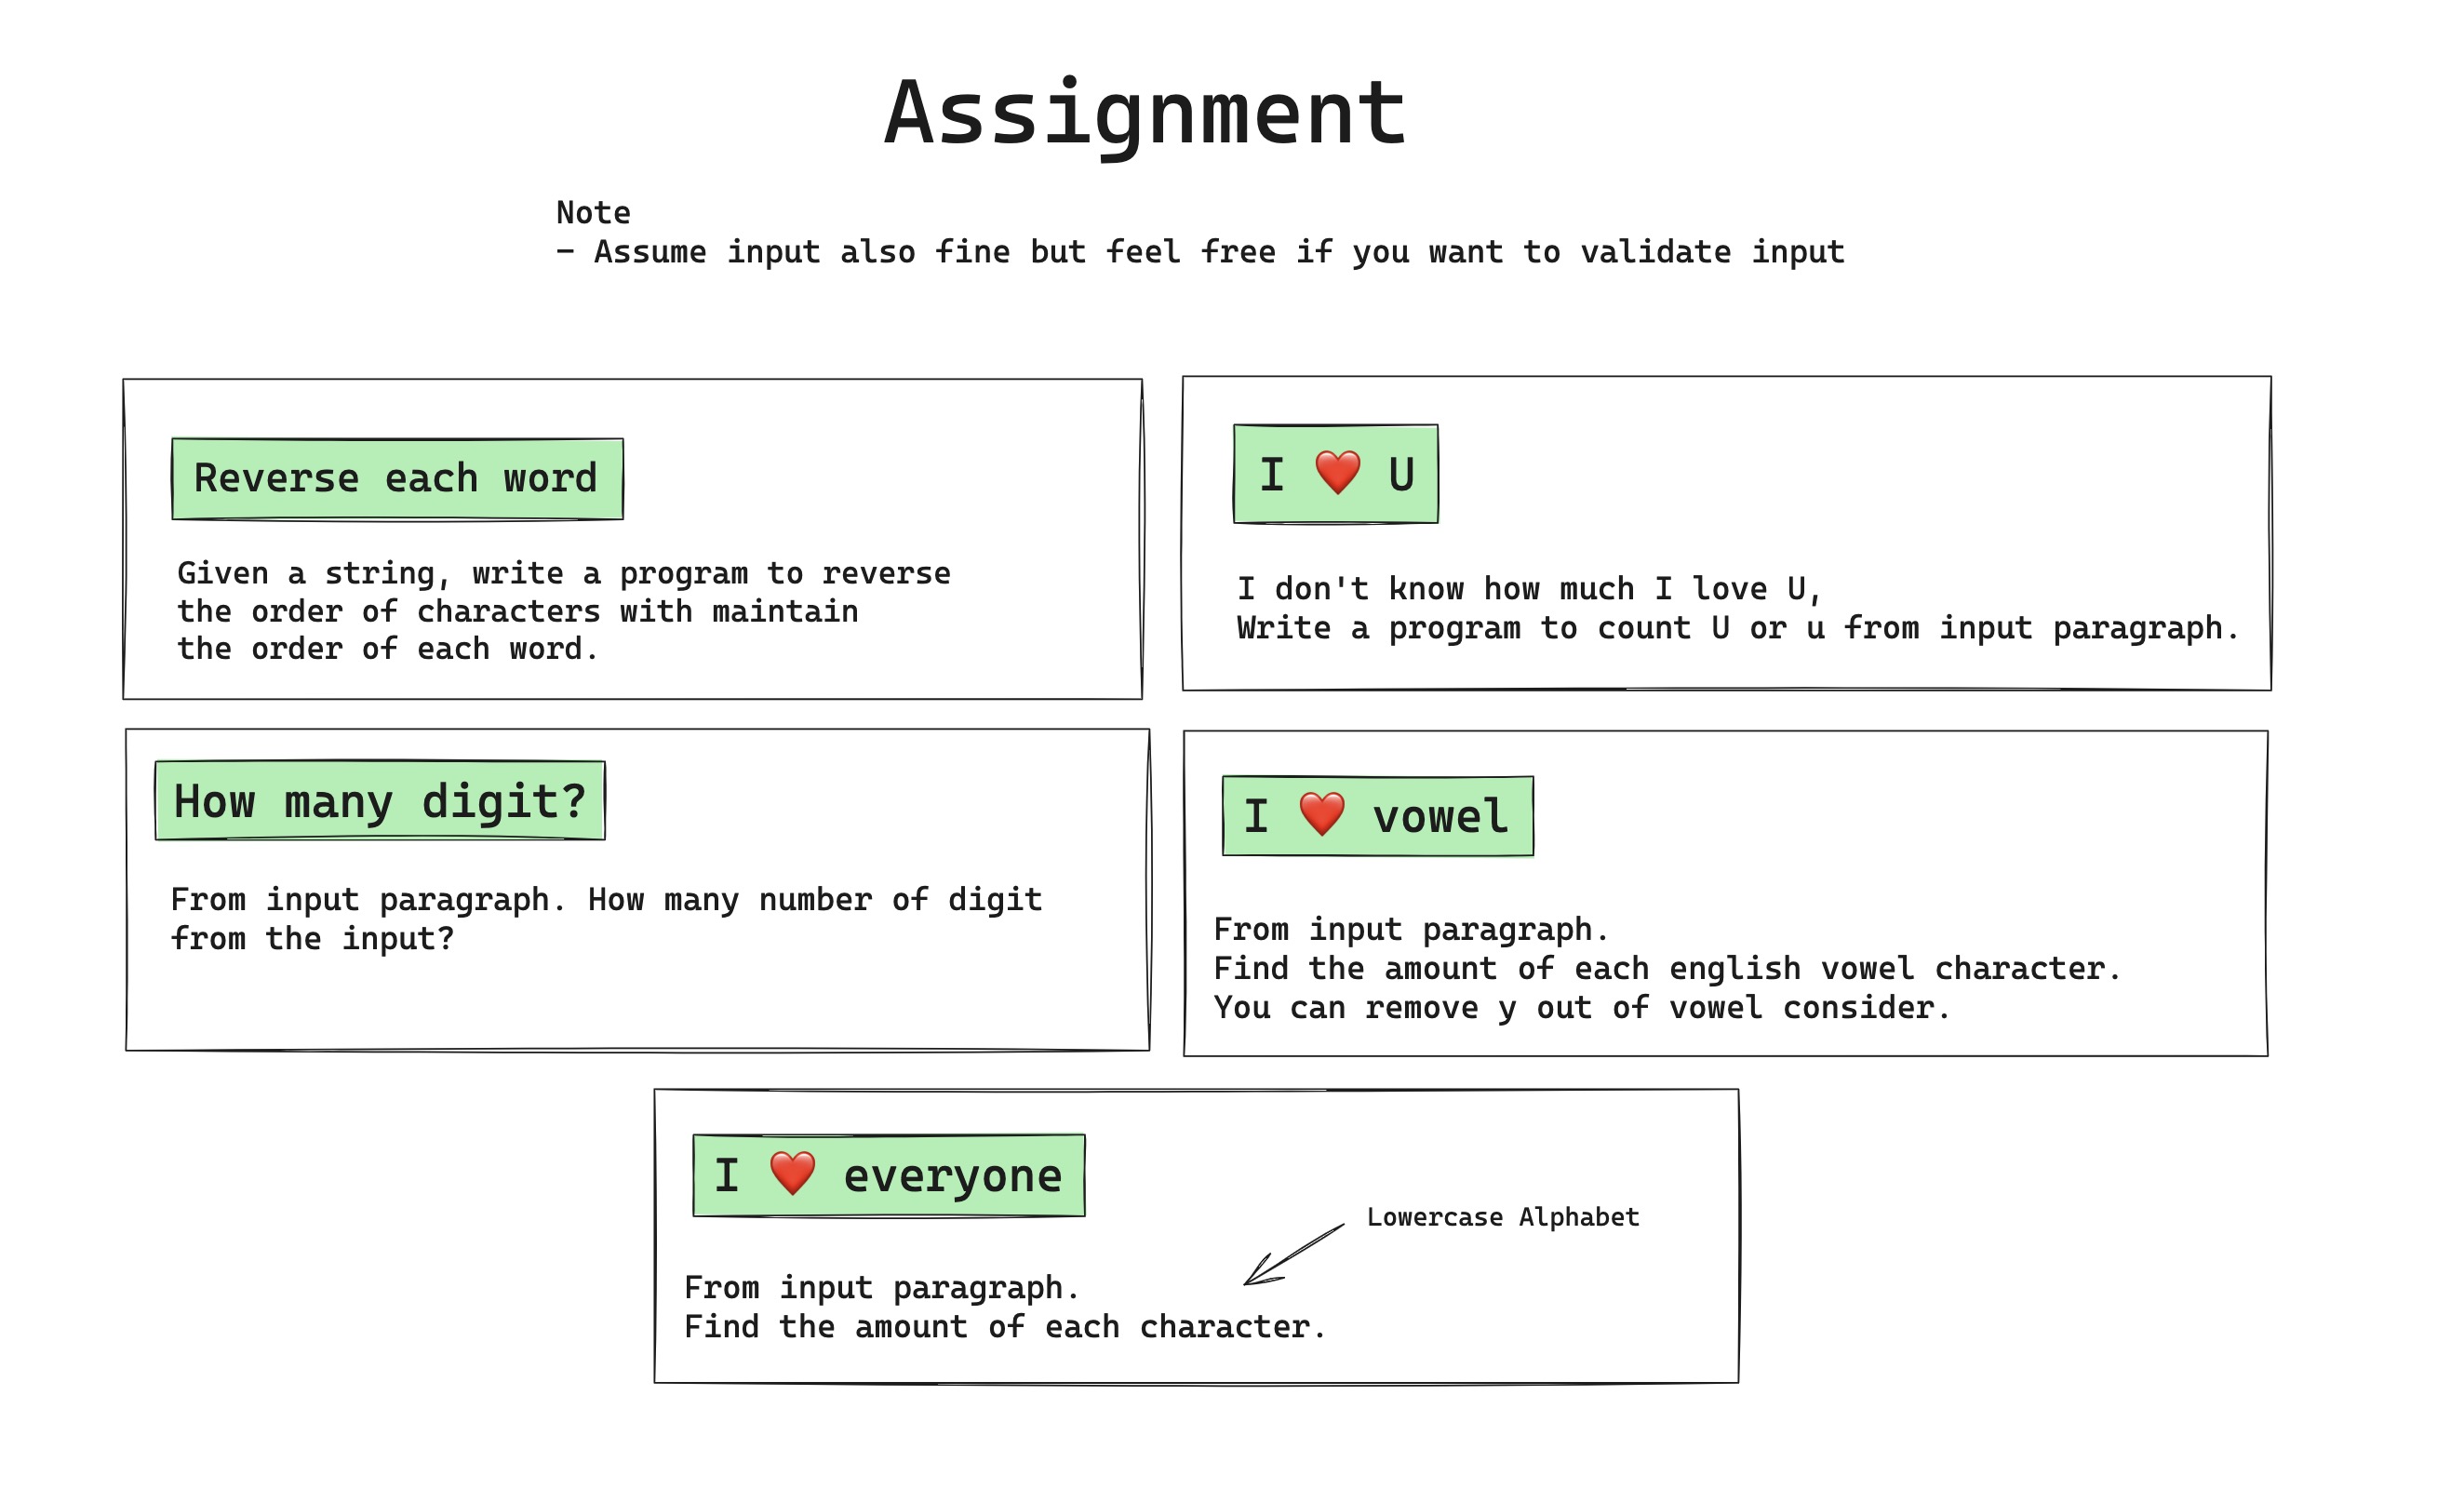 Assignment
Note
- Assume input also fine but feel free if you want to validate input
Reverse each word
Given a string, write a program to reverse
the order of characters with maintain
the order of each word.
I ❤️ U
I don't know how much I love U,
Write a program to count U or u from input paragraph.
How many digit?
From input paragraph. How many number of digit
from the input?
I ❤️ vowel
From input paragraph.
Find the amount of each english vowel character.
You can remove y out of vowel consider.
I ❤️ everyone
Lowercase Alphabet
From input paragraph.
Find the amount of each character.